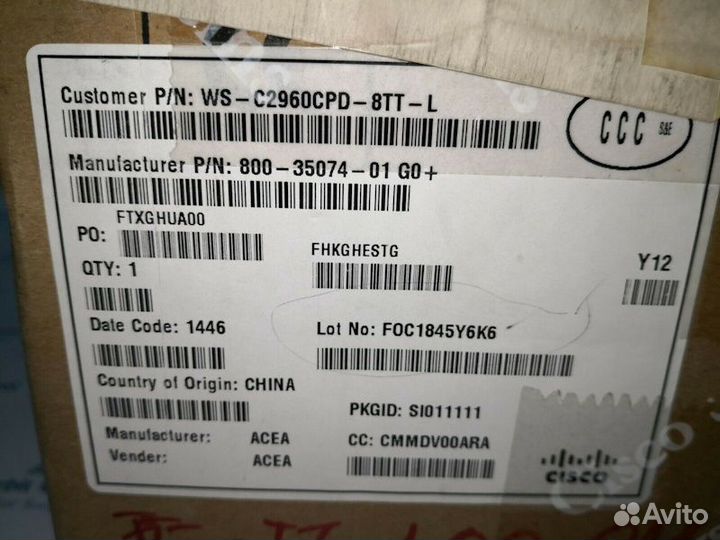 Customer P/N: WS-C2960CPD-8TT-L
CCC S&E
Manufacturer P/N: 800-35074-01 G0+
FTXGHUA00
PO:
FHKGHESTG
Y12
QTY: 1
Date Code: 1446
Lot No: FOC1845Y6K6
Country of Origin: CHINA
PKGID: SI011111
Manufacturer: ACEA
CC: CMMDV00ARA
Vender: ACEA
CISCO
Cisco
Avito